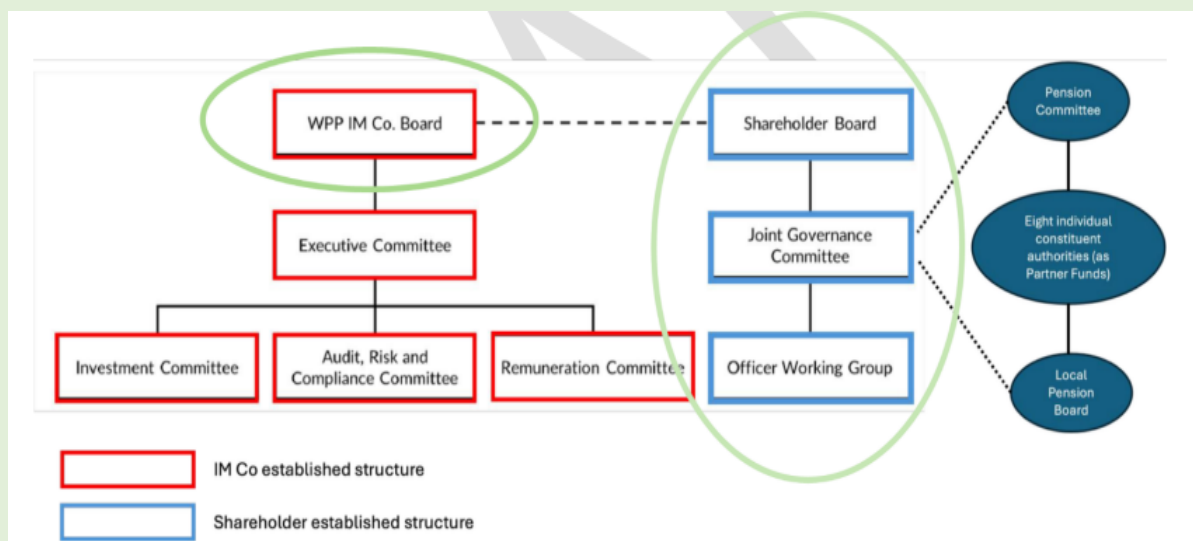 WPP IM Co. Board
Shareholder Board
Pension
Committee
Executive Committee
Joint Governance
Committee
Eight individual
constituent
authorities (as
Partner Funds)
Investment Committee
Audit, Risk and
Compliance Committee
Remuneration Committee
Officer Working Group
Local
Pension
Board
IM Co established structure
Shareholder established structure